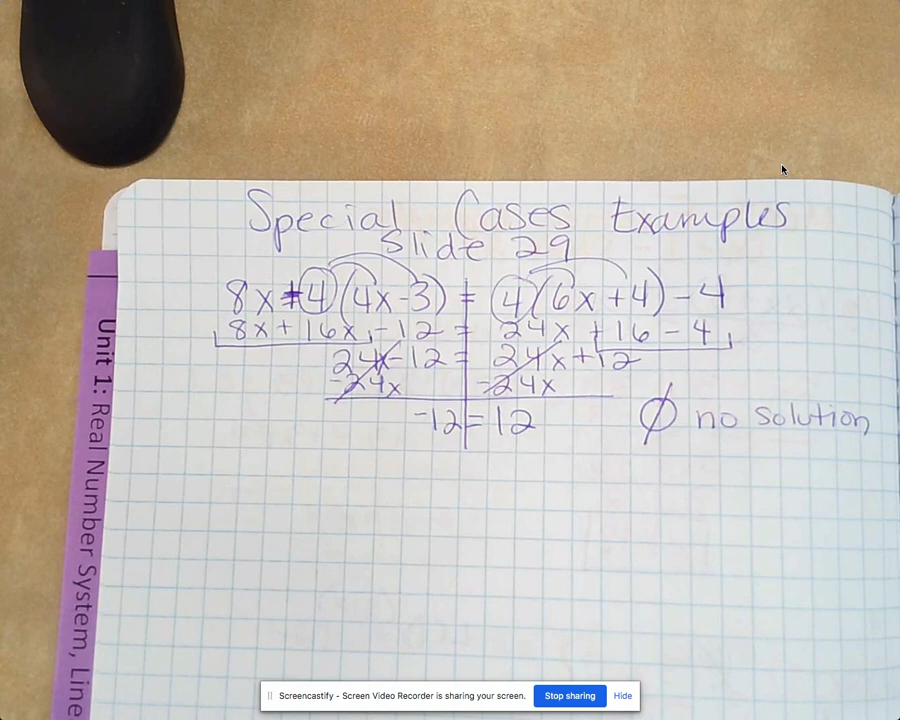 Special Cases Examples
Slide 29
8x + 4(4x - 3) = 4(6x + 4) - 4
8x + 16x - 12 = 24x + 16 - 4
24x - 12 = 24x + 12
-24x -24x
-12 = 12 ∅ no solution
Unit 1: Real Number System, Line
Screencastify - Screen Video Recorder is sharing your screen. Stop sharing Hide